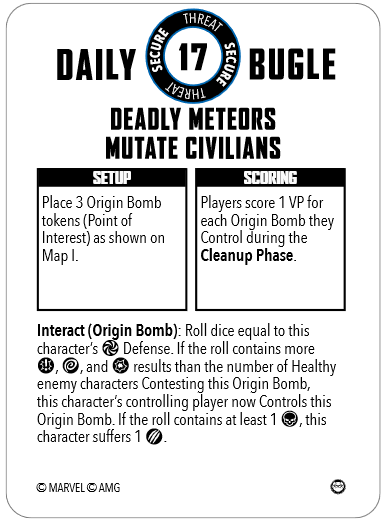 DAILY BUGLE
SECURE THREAT SECURE THREAT
17
DEADLY METEORS
MUTATE CIVILIANS
SETUP
Place 3 Origin Bomb
tokens (Point of
Interest) as shown on
Map I.
SCORING
Players score 1 VP for
each Origin Bomb they
Control during the
Cleanup Phase.
Interact (Origin Bomb): Roll dice equal to this
character's Defense. If the roll contains more
, , and results than the number of Healthy
enemy characters Contesting this Origin Bomb,
this character's controlling player now Controls this
Origin Bomb. If the roll contains at least 1 , this
character suffers 1 .
© MARVEL © AMG